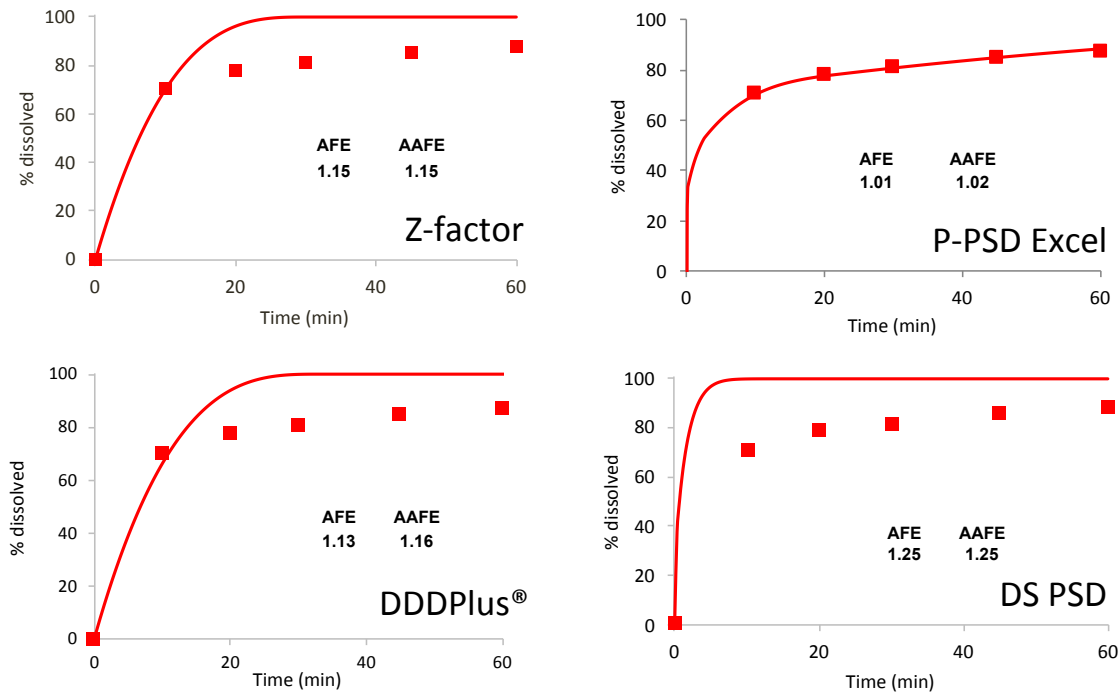 100
80
60
40
20
0
% dissolved
AFE AAFE
1.15 1.15
Z-factor
0 20 40 60
Time (min)
100
80
60
40
20
0
% dissolved
AFE AAFE
1.01 1.02
P-PSD Excel
0 20 40 60
Time (min)
100
80
60
40
20
0
% dissolved
AFE AAFE
1.13 1.16
DDDPlus®
0 20 40 60
Time (min)
100
80
60
40
20
0
% dissolved
AFE AAFE
1.25 1.25
DS PSD
0 20 40 60
Time (min)